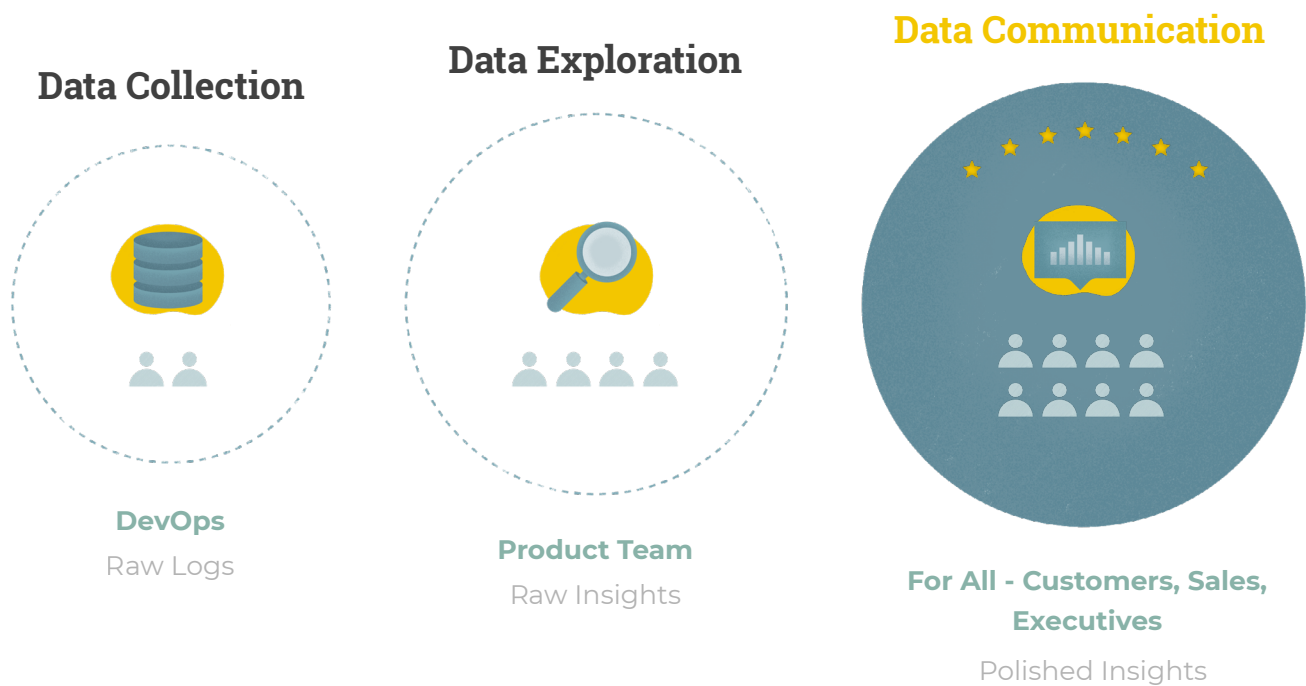 Data Collection
DevOps
Raw Logs
Data Exploration
Product Team
Raw Insights
Data Communication
For All - Customers, Sales,
Executives
Polished Insights